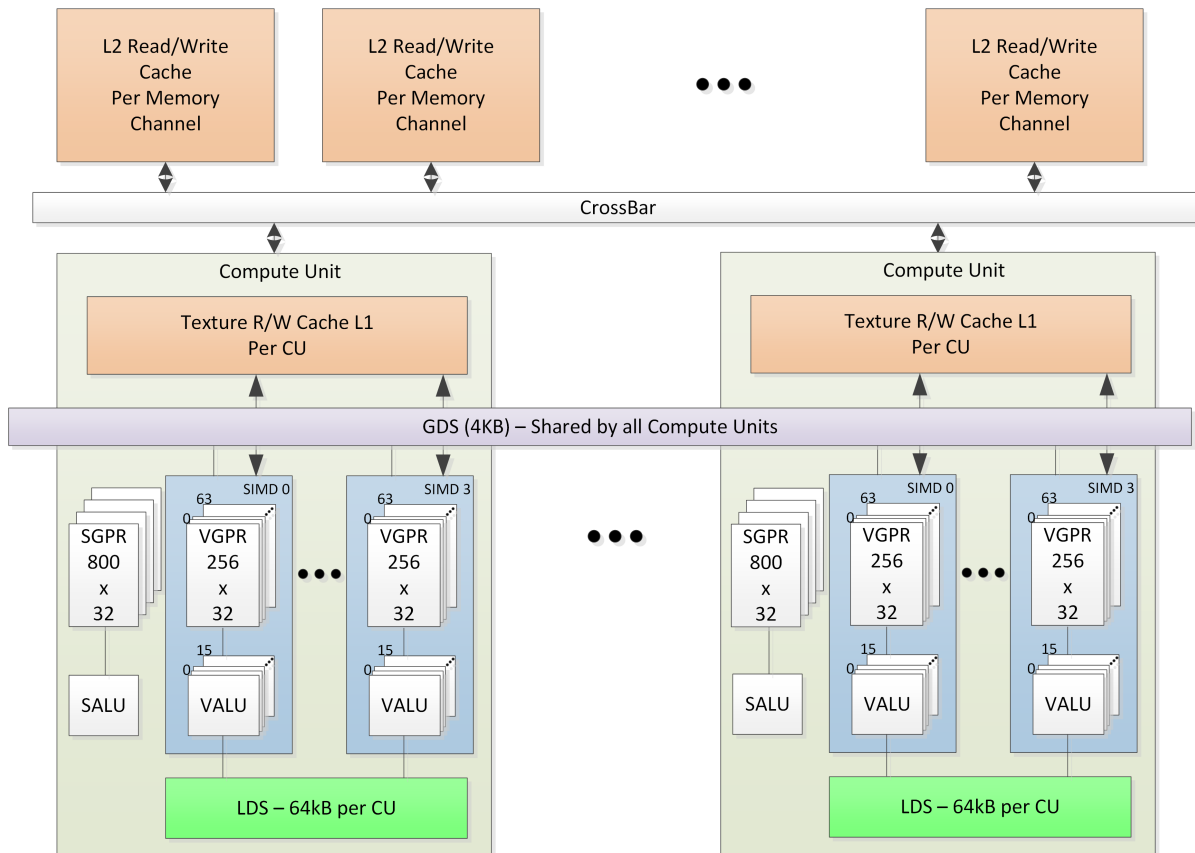 L2 Read/Write
Cache
Per Memory
Channel
L2 Read/Write
Cache
Per Memory
Channel
L2 Read/Write
Cache
Per Memory
Channel
CrossBar
Compute Unit
Texture R/W Cache L1
Per CU
Compute Unit
Texture R/W Cache L1
Per CU
GDS (4KB) – Shared by all Compute Units
SGPR
800
x
32
SALU
SIMD 0
63
0
VGPR
256
x
32
15
0
VALU
SIMD 3
63
0
VGPR
256
x
32
15
0
VALU
LDS – 64kB per CU
SGPR
800
x
32
SALU
SIMD 0
63
0
VGPR
256
x
32
15
0
VALU
SIMD 3
63
0
VGPR
256
x
32
15
0
VALU
LDS – 64kB per CU